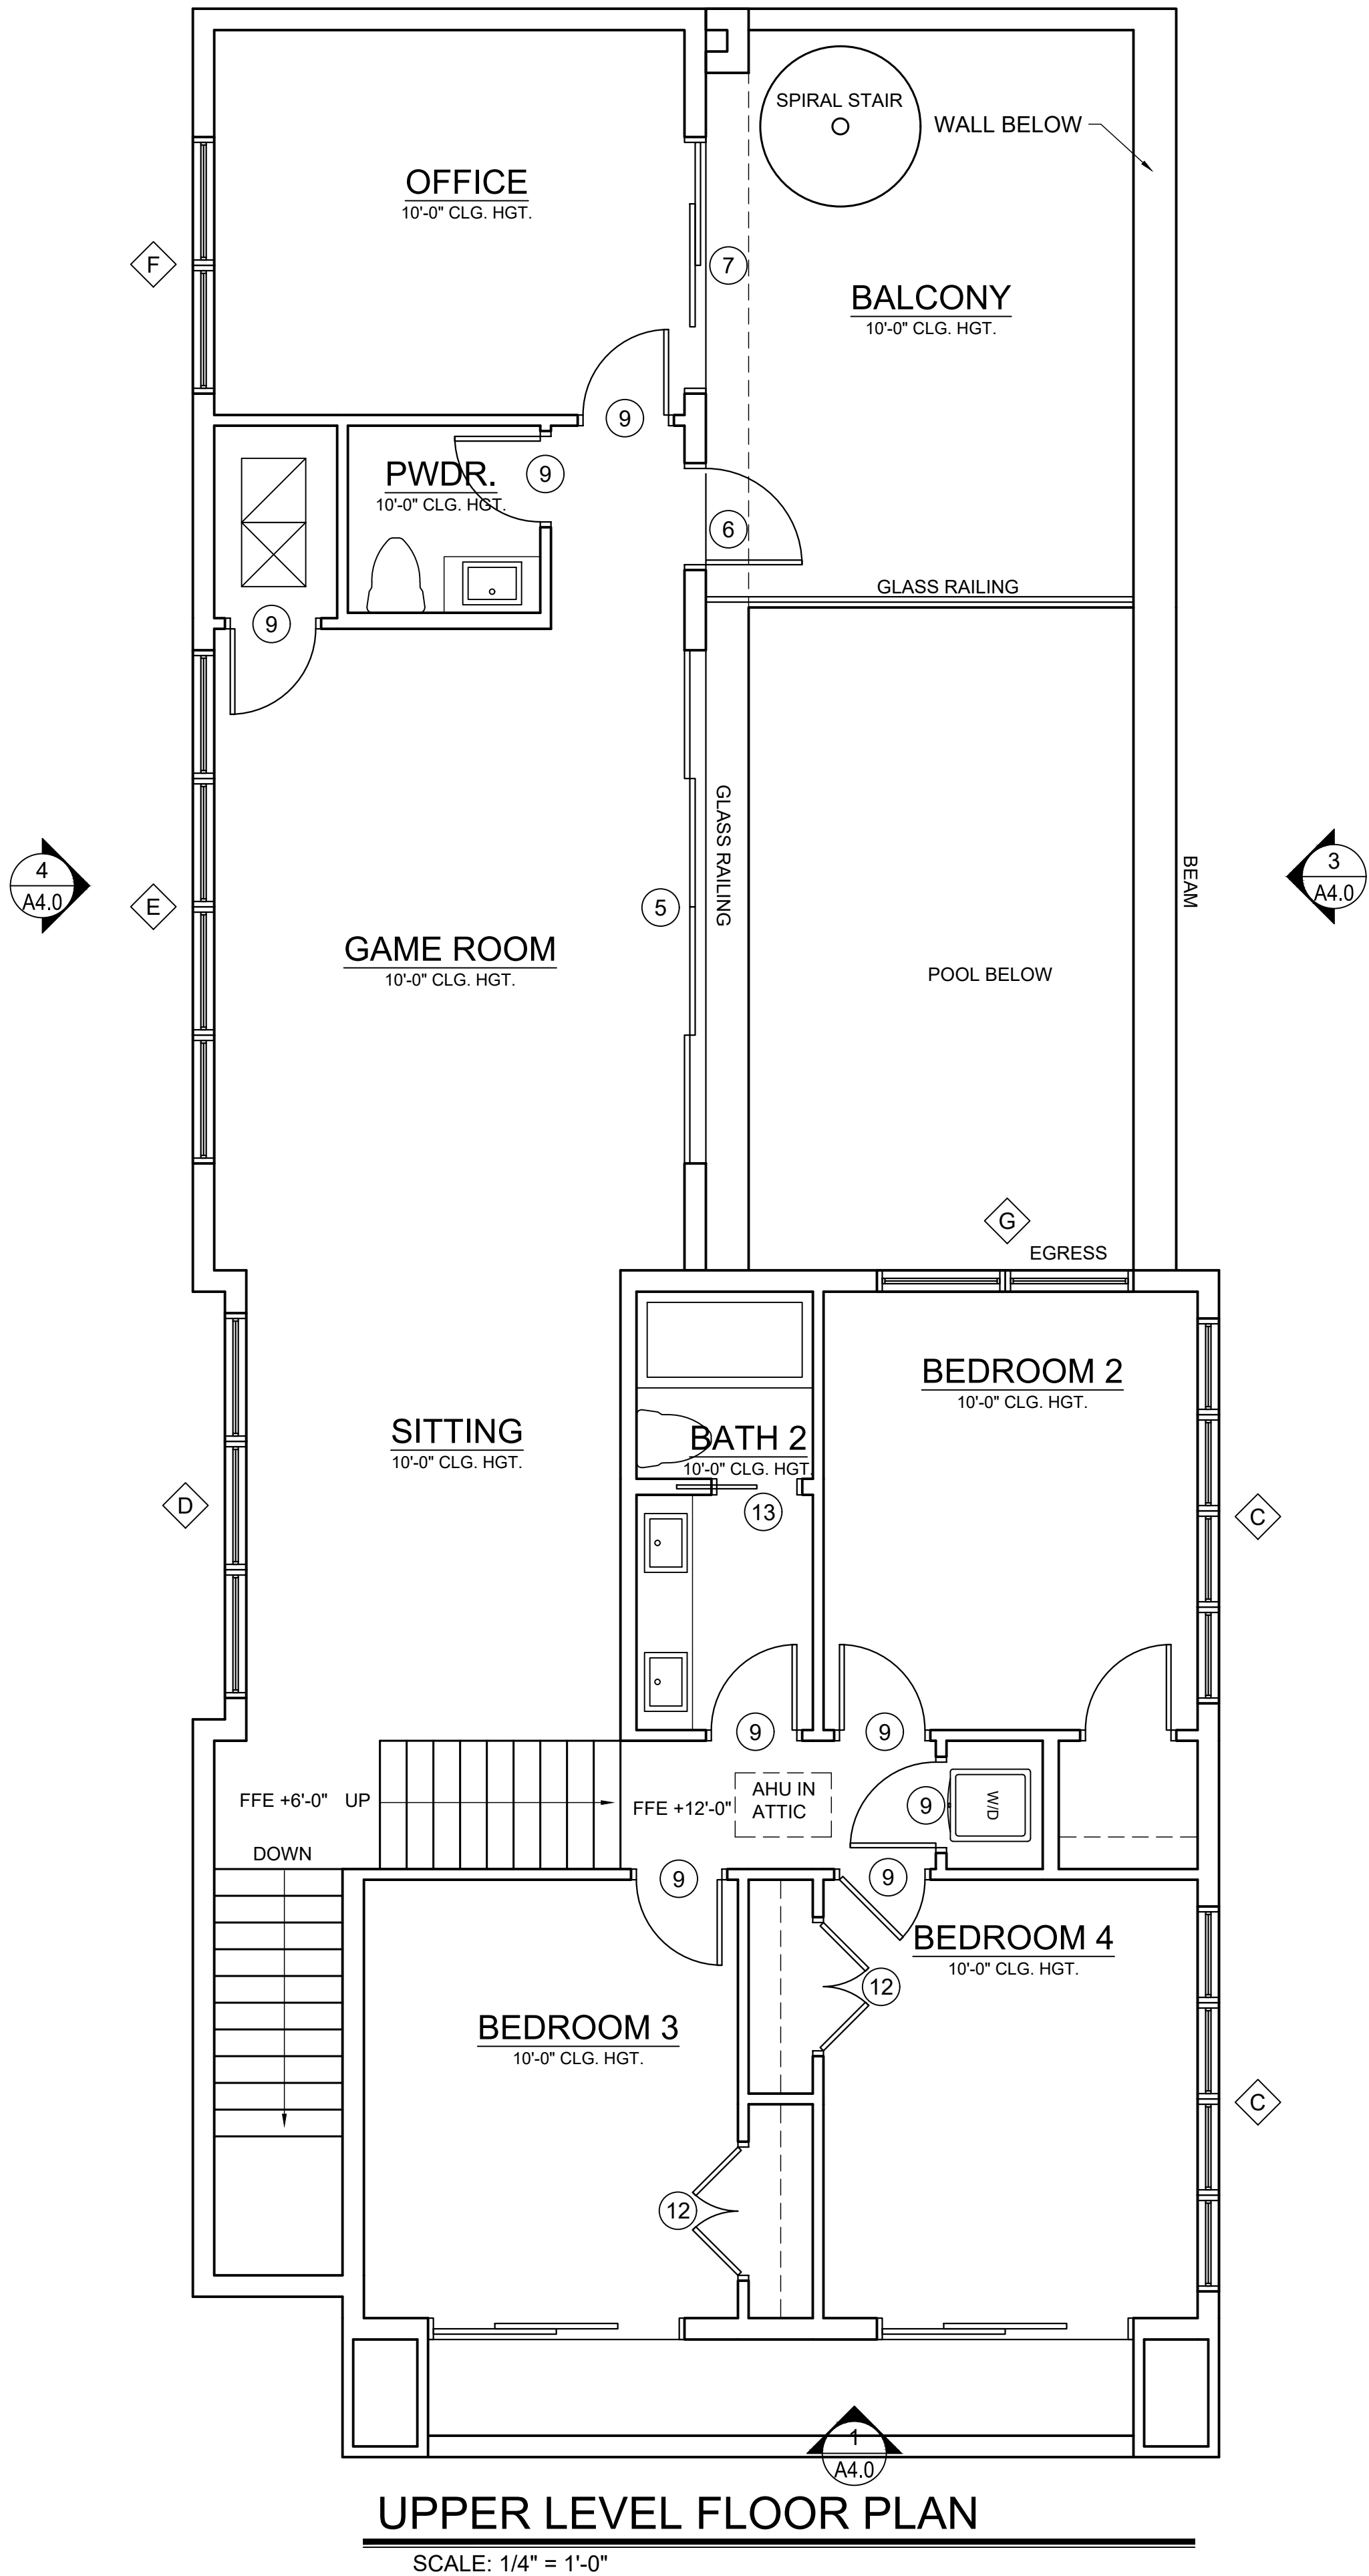 SPIRAL STAIR
WALL BELOW
OFFICE
10'-0" CLG. HGT.
F
7
BALCONY
10'-0" CLG. HGT.
9
PWDR.
10'-0" CLG. HGT.
9
6
GLASS RAILING
9
GLASS RAILING
4
A4.0
E
5
BEAM
3
A4.0
GAME ROOM
10'-0" CLG. HGT.
POOL BELOW
G
EGRESS
BEDROOM 2
10'-0" CLG. HGT.
SITTING
10'-0" CLG. HGT.
BATH 2
10'-0" CLG. HGT.
D
13
C
9
9
FFE +6'-0" UP
FFE +12'-0"
AHU IN
ATTIC
9
W/D
DOWN
9
9
BEDROOM 4
10'-0" CLG. HGT.
12
BEDROOM 3
10'-0" CLG. HGT.
C
12
1
A4.0
UPPER LEVEL FLOOR PLAN
SCALE: 1/4" = 1'-0"